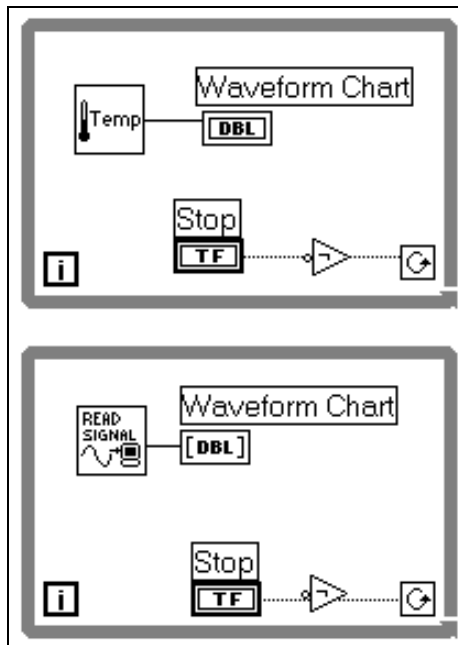 Waveform Chart
Temp
DBL
Stop
TF
i
Waveform Chart
READ
SIGNAL
[DBL]
Stop
TF
i